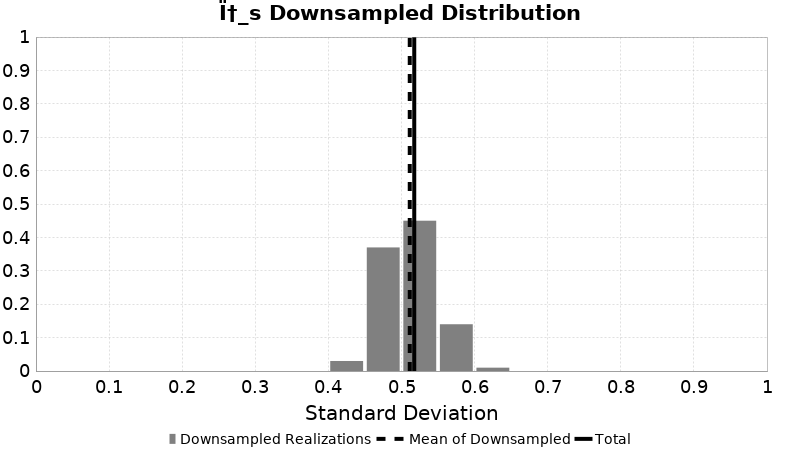 Ï†_s Downsampled Distribution
1
0.9
0.8
0.7
0.6
0.5
0.4
0.3
0.2
0.1
0
0 0.1 0.2 0.3 0.4 0.5 0.6 0.7 0.8 0.9 1
Standard Deviation
Downsampled Realizations Mean of Downsampled Total